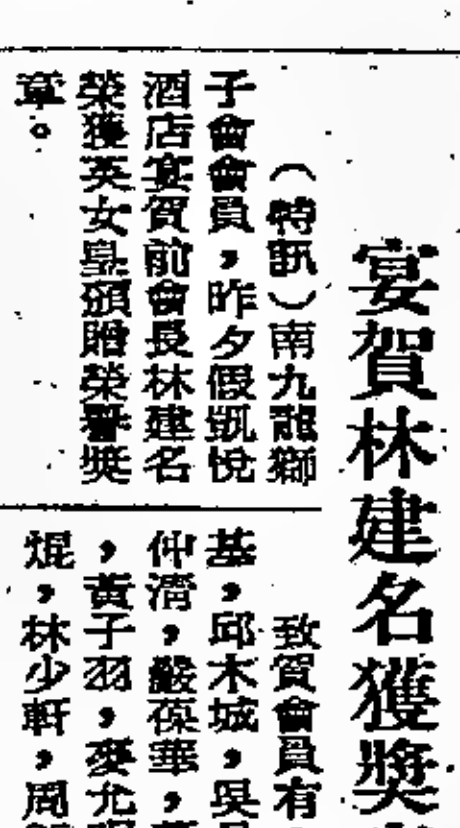 宴賀林建名獲獎
（特訊）南九龍獅
子會會員，昨夕假凱悅
酒店宴賀前會長林建名
榮獲英女皇頒贈榮譽獎
章。
致賀會員有
基，邱木城，吳
仲清，嚴葆華，
，黃子羽，麥允
焜，林少軒，周